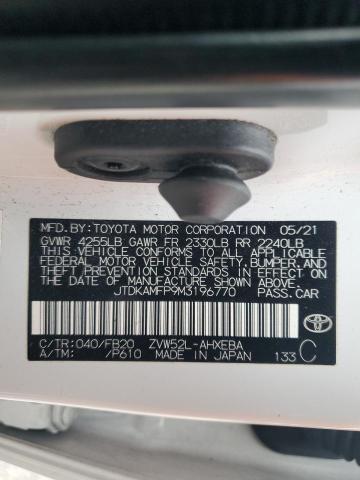 MFD.BY:TOYOTA MOTOR CORPORATION 05/21
GVWR 4255LB GAWR FR 2330LB RR 2240LB
THIS VEHICLE CONFORMS TO ALL APPLICABLE
FEDERAL MOTOR VEHICLE SAFETY,BUMPER,AND
THEFT PREVENTION STANDARDS IN EFFECT ON
THE DATE OF MANUFACTURE SHOWN ABOVE.
JTDKAMFP9M3196770 PASS.CAR
C/TR:040/FB20 ZVW52L-AHXEBA
A/TM: /P610 MADE IN JAPAN 133 C